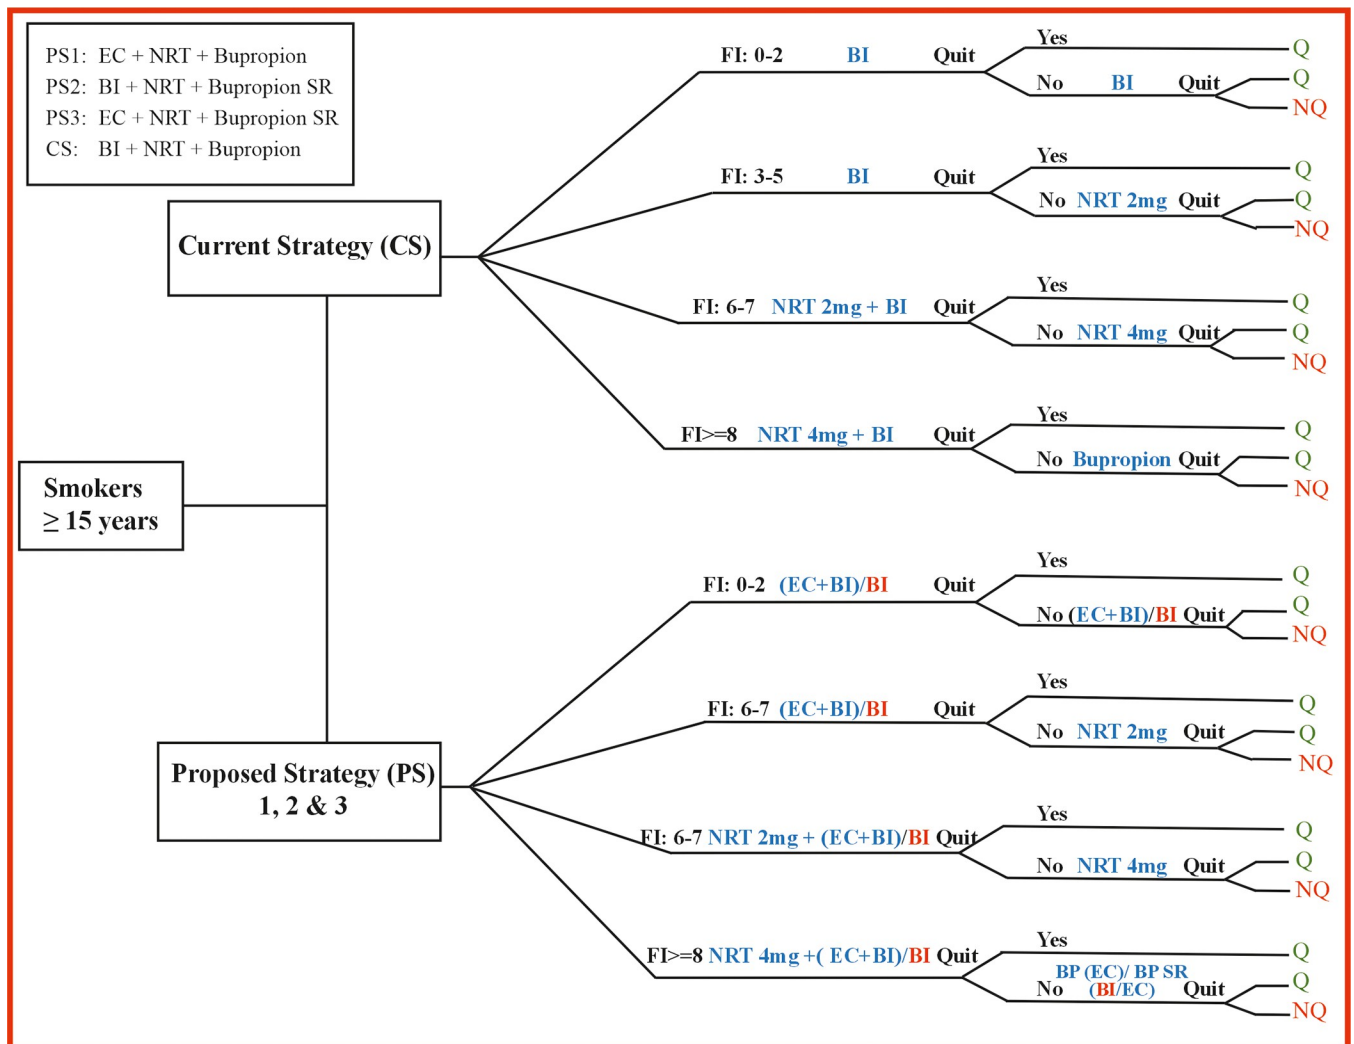 PS1: EC + NRT + Bupropion
PS2: BI + NRT + Bupropion SR
PS3: EC + NRT + Bupropion SR
CS: BI + NRT + Bupropion
Current Strategy (CS)
FI: 0-2 BI Quit
Yes
Q
No BI Quit
Q
NQ
FI: 3-5 BI Quit
Yes
Q
No NRT 2mg Quit
Q
NQ
FI: 6-7 NRT 2mg + BI Quit
Yes
Q
No NRT 4mg Quit
Q
NQ
FI>=8 NRT 4mg + BI Quit
Yes
Q
No Bupropion Quit
Q
NQ
Smokers
≥ 15 years
Proposed Strategy (PS)
1, 2 & 3
FI: 0-2 (EC+BI)/BI Quit
Yes
Q
No (EC+BI)/BI Quit
Q
NQ
FI: 6-7 (EC+BI)/BI Quit
Yes
Q
No NRT 2mg Quit
Q
NQ
FI: 6-7 NRT 2mg + (EC+BI)/BI Quit
Yes
Q
No NRT 4mg Quit
Q
NQ
FI>=8 NRT 4mg +( EC+BI)/BI Quit
Yes
Q
BP (EC)/ BP SR
No (BI/EC) Quit
Q
NQ